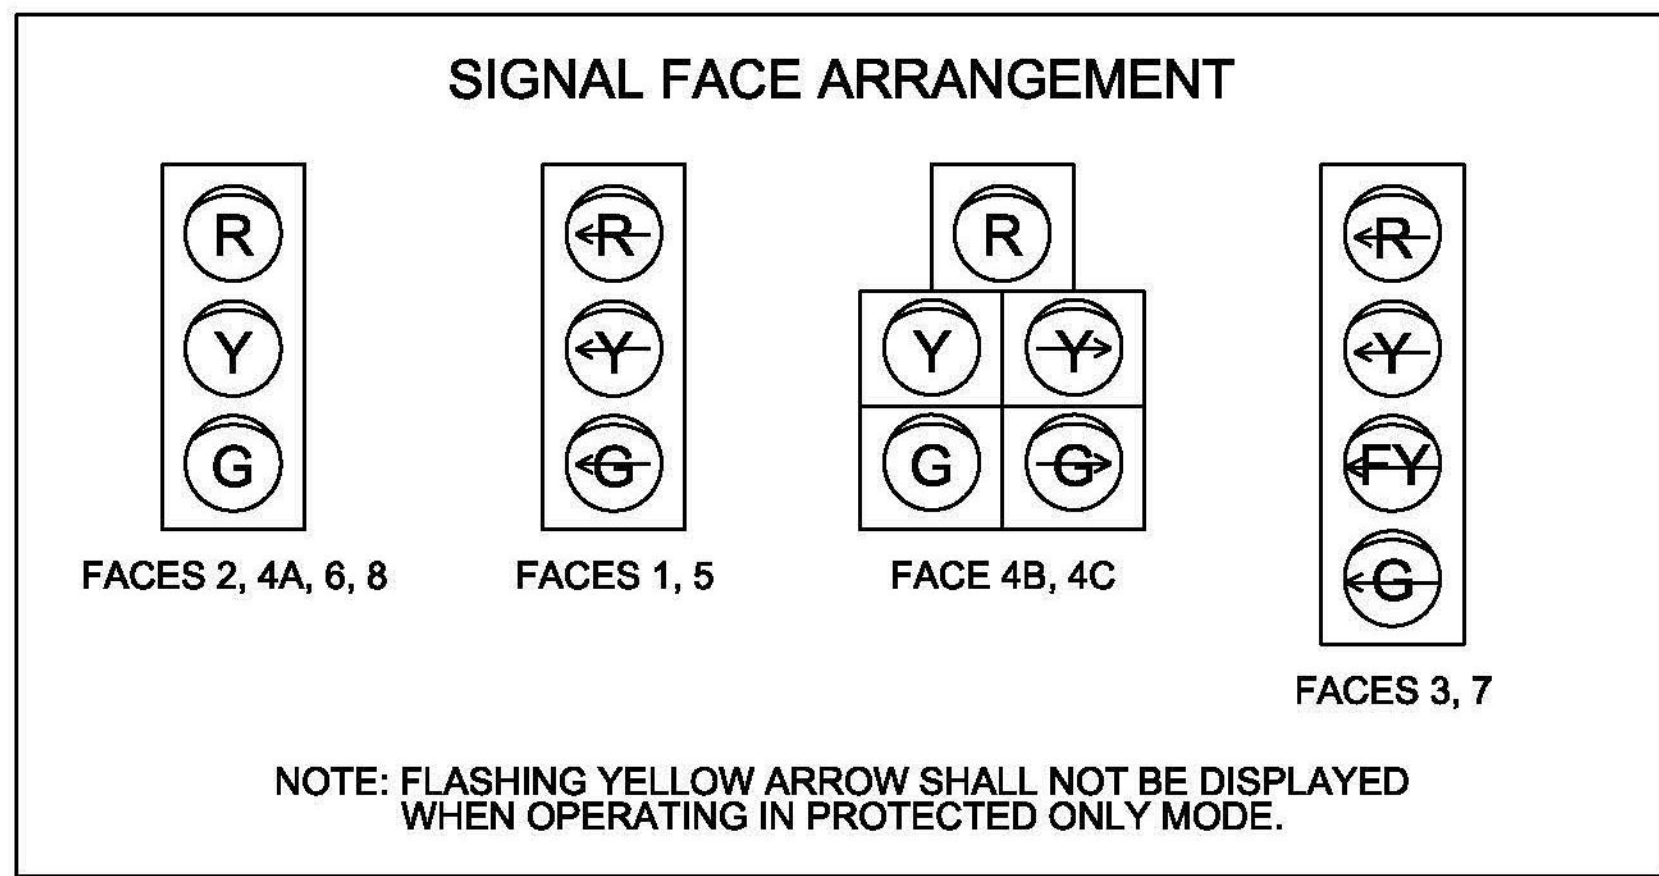 SIGNAL FACE ARRANGEMENT
R
Y
G
FACES 2, 4A, 6, 8
R
Y
G
FACES 1, 5
R
Y Y
G G
FACE 4B, 4C
R
Y
FY
G
FACES 3, 7
NOTE: FLASHING YELLOW ARROW SHALL NOT BE DISPLAYED
WHEN OPERATING IN PROTECTED ONLY MODE.